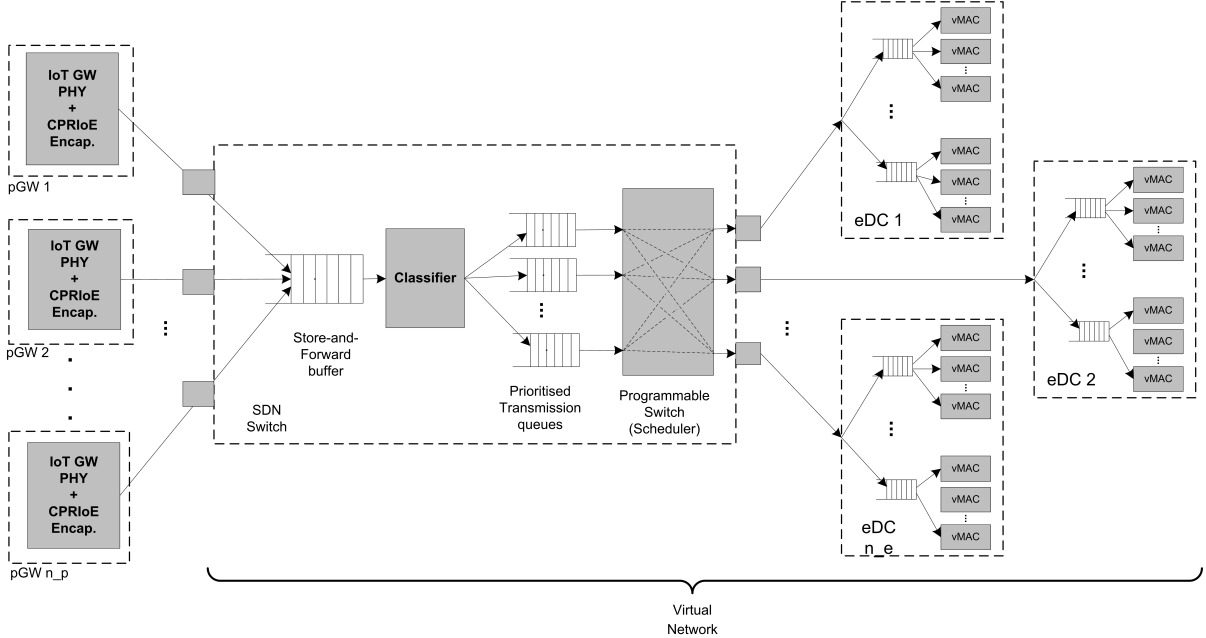 IoT GW
PHY
+
CPRIoE
Encap.
pGW 1
IoT GW
PHY
+
CPRIoE
Encap.
pGW 2
IoT GW
PHY
+
CPRIoE
Encap.
pGW n_p
SDN
Switch
Store-and-
Forward
buffer
Classifier
Prioritised
Transmission
queues
Programmable
Switch
(Scheduler)
vMAC
vMAC
vMAC
vMAC
vMAC
vMAC
eDC 1
vMAC
vMAC
vMAC
vMAC
vMAC
vMAC
eDC 2
vMAC
vMAC
vMAC
vMAC
vMAC
vMAC
eDC
n_e
Virtual
Network